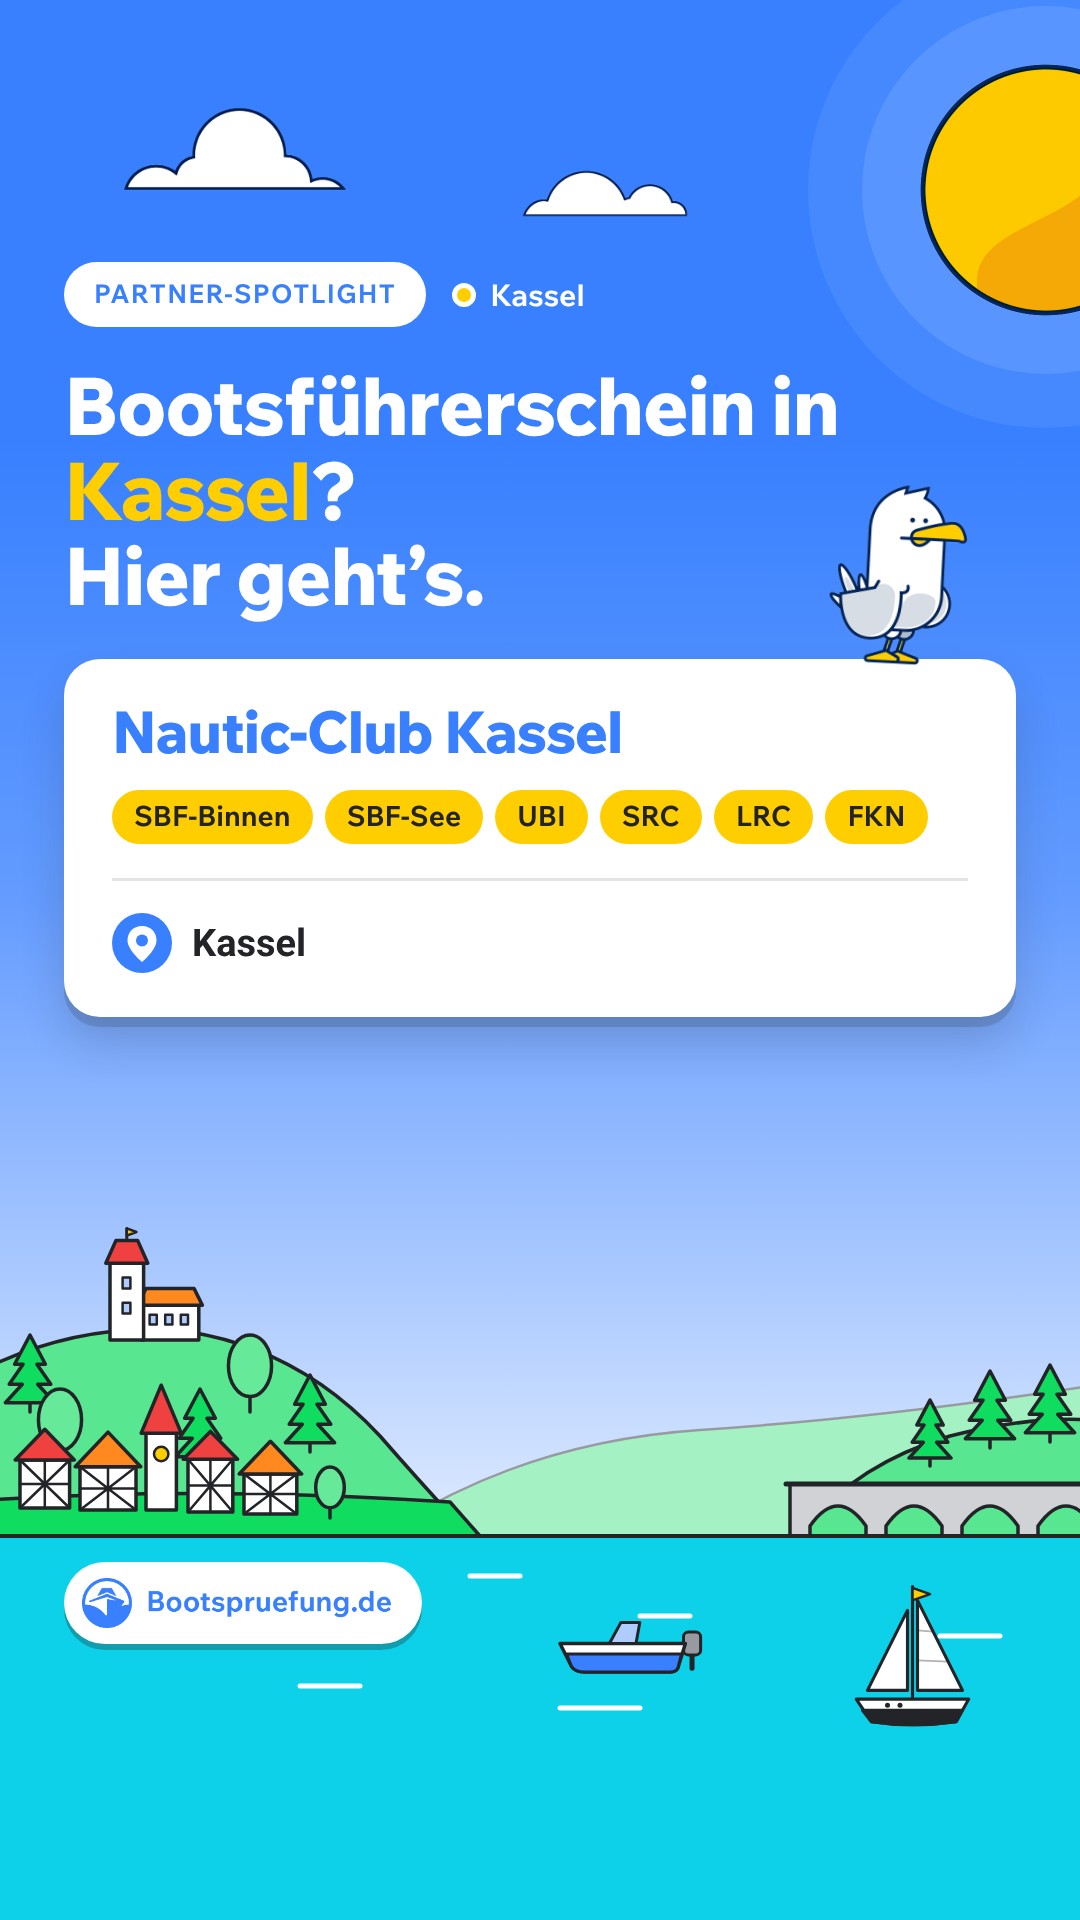 PARTNER-SPOTLIGHT
Kassel
Bootsführerschein in
Kassel?
Hier geht’s.
Nautic-Club Kassel
SBF-Binnen SBF-See UBI SRC LRC FKN
Kassel
Bootspruefung.de